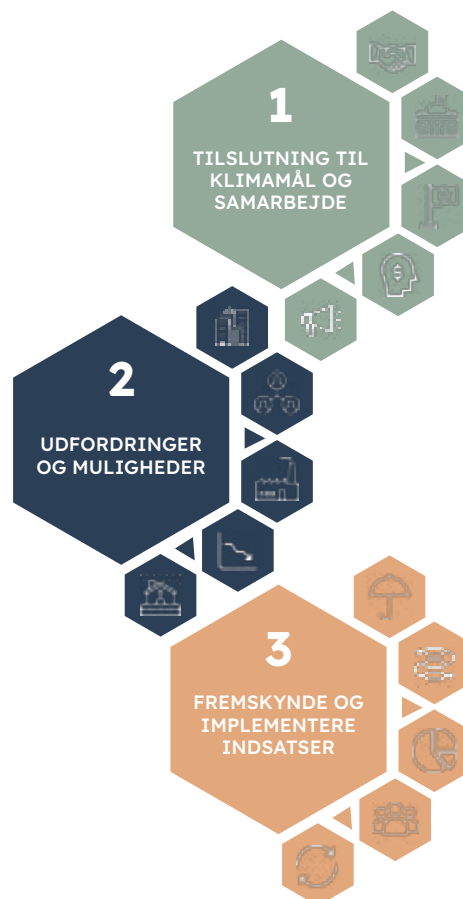 1
TILSLUTNING TIL
KLIMAMÅL OG
SAMARBEJDE
2
UDFORDRINGER
OG MULIGHEDER
3
FREMSKYNDE OG
IMPLEMENTERE
INDSATSER